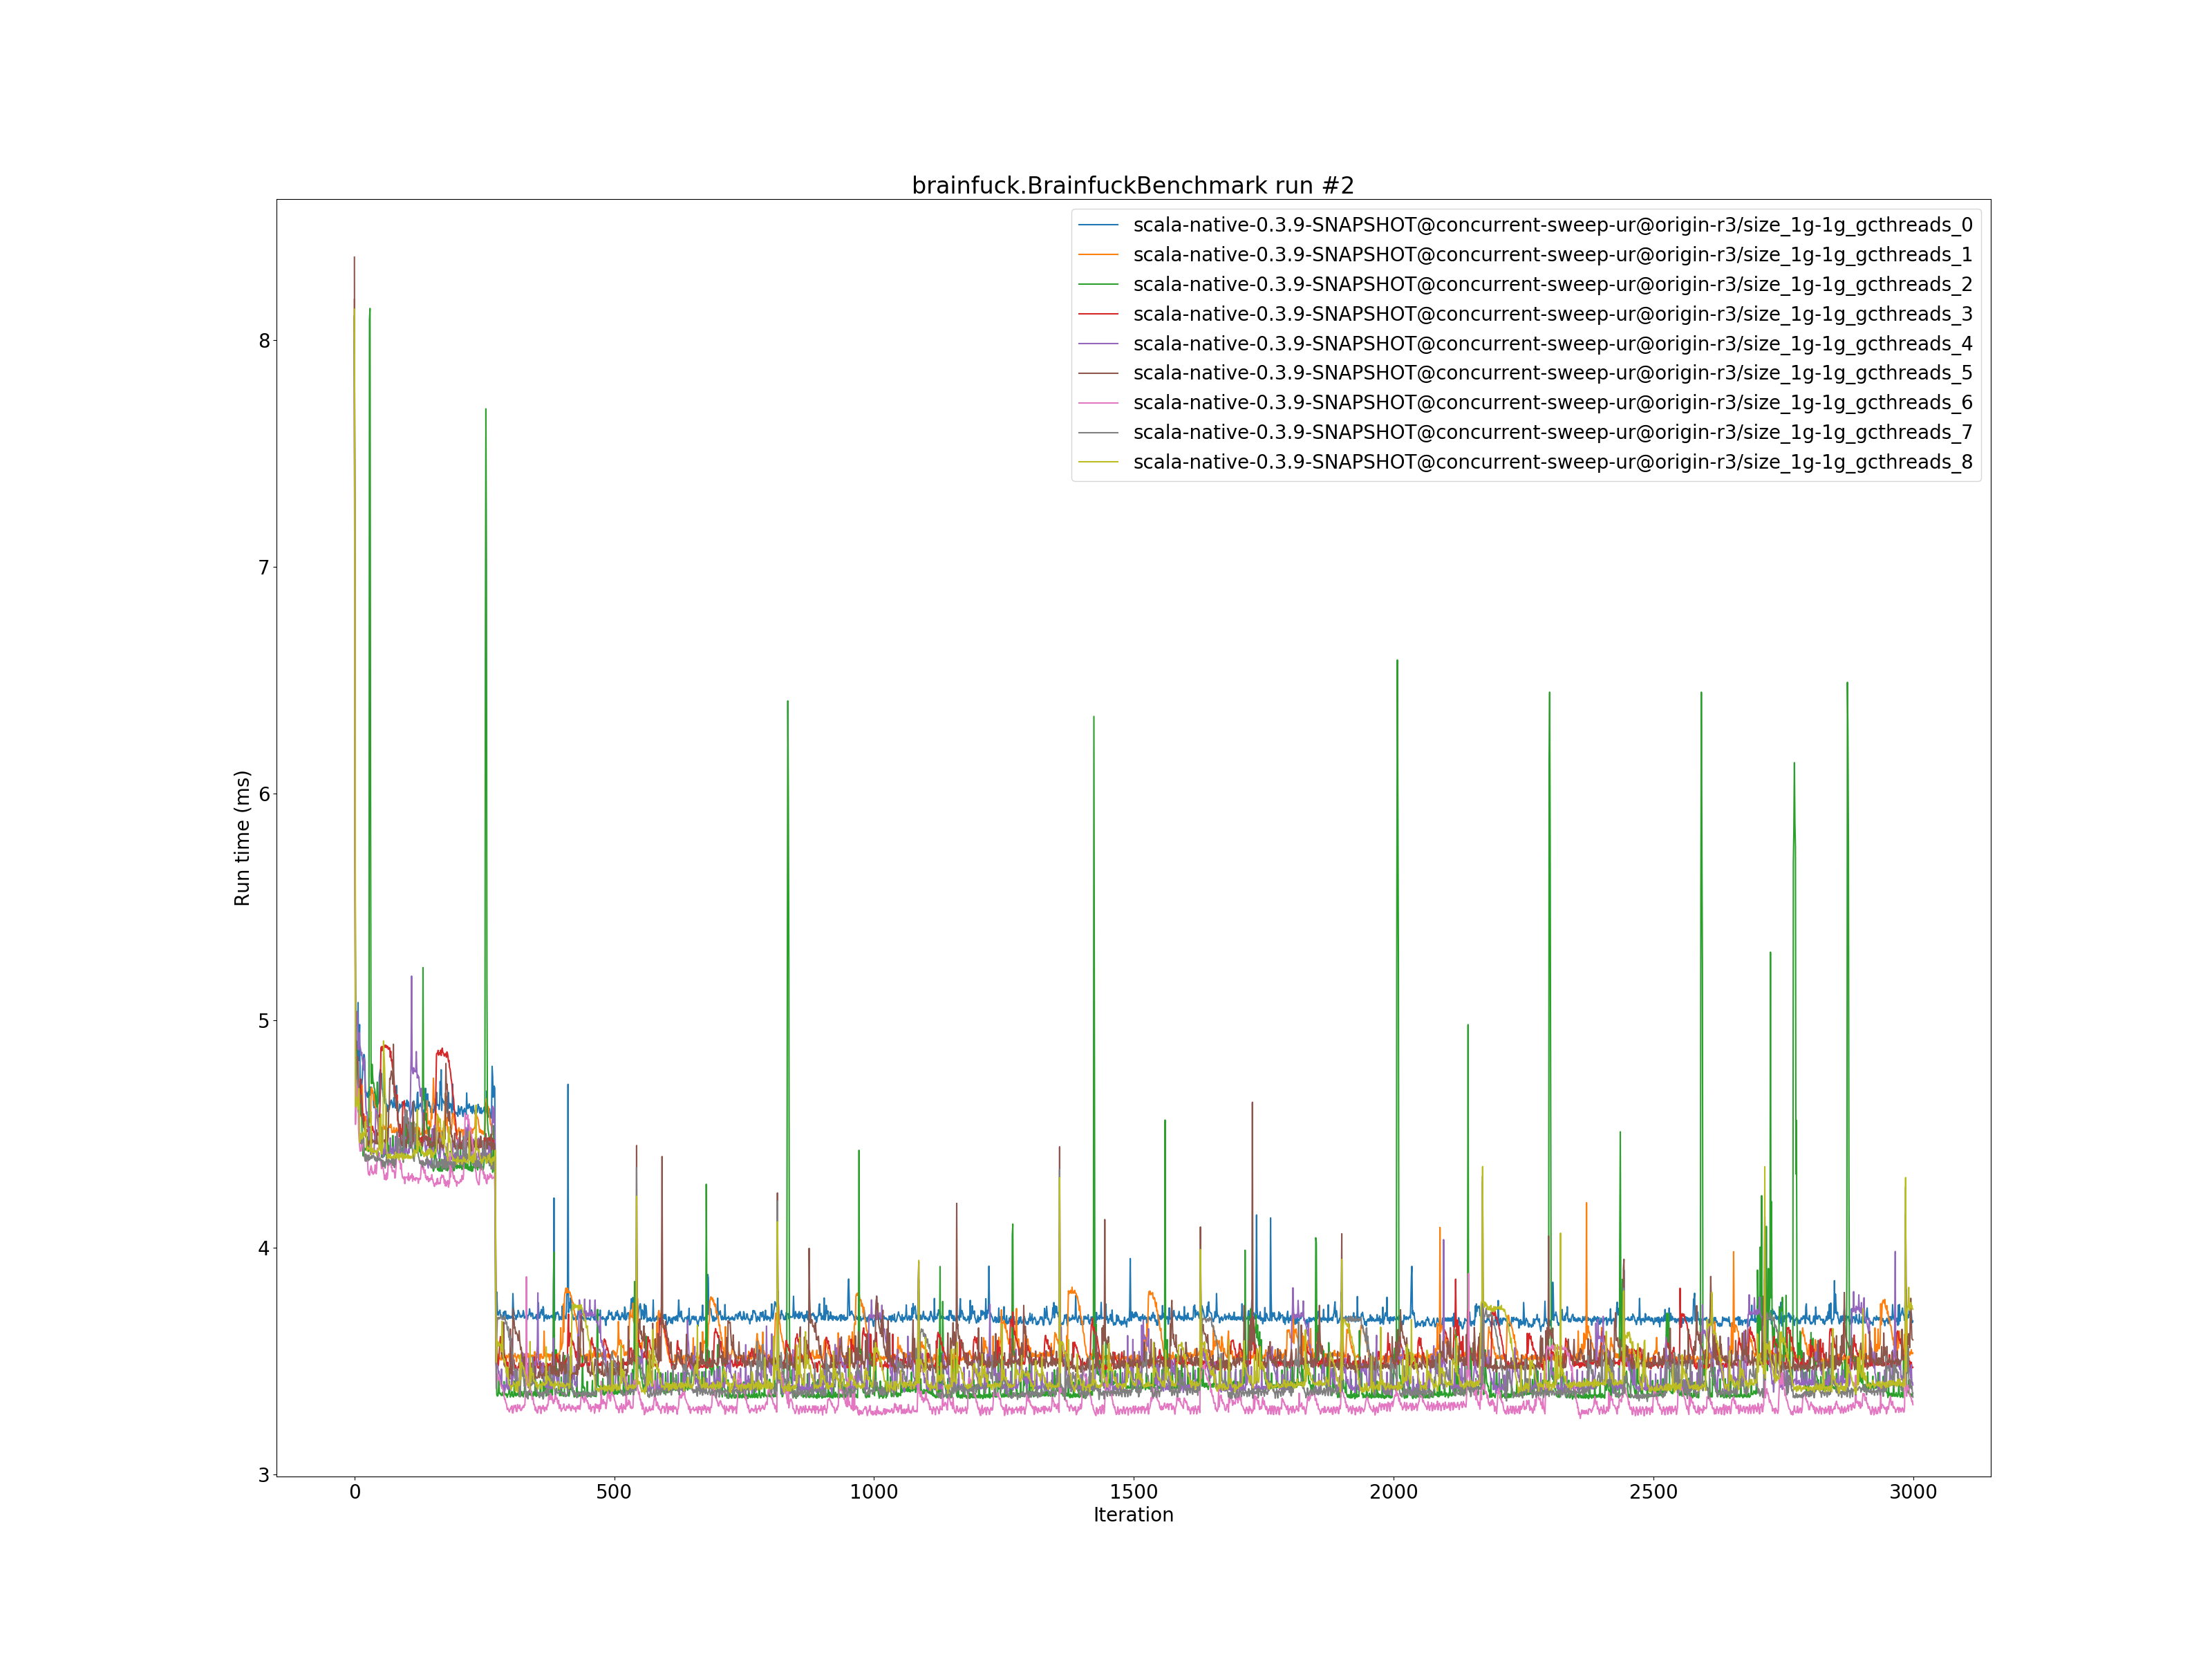 brainfuck.BrainfuckBenchmark run #2
scala-native-0.3.9-SNAPSHOT@concurrent-sweep-ur@origin-r3/size_1g-1g_gcthreads_0
scala-native-0.3.9-SNAPSHOT@concurrent-sweep-ur@origin-r3/size_1g-1g_gcthreads_1
scala-native-0.3.9-SNAPSHOT@concurrent-sweep-ur@origin-r3/size_1g-1g_gcthreads_2
scala-native-0.3.9-SNAPSHOT@concurrent-sweep-ur@origin-r3/size_1g-1g_gcthreads_3
scala-native-0.3.9-SNAPSHOT@concurrent-sweep-ur@origin-r3/size_1g-1g_gcthreads_4
scala-native-0.3.9-SNAPSHOT@concurrent-sweep-ur@origin-r3/size_1g-1g_gcthreads_5
scala-native-0.3.9-SNAPSHOT@concurrent-sweep-ur@origin-r3/size_1g-1g_gcthreads_6
scala-native-0.3.9-SNAPSHOT@concurrent-sweep-ur@origin-r3/size_1g-1g_gcthreads_7
scala-native-0.3.9-SNAPSHOT@concurrent-sweep-ur@origin-r3/size_1g-1g_gcthreads_8
8
7
6
5
4
3
Run time (ms)
0 500 1000 1500 2000 2500 3000
Iteration